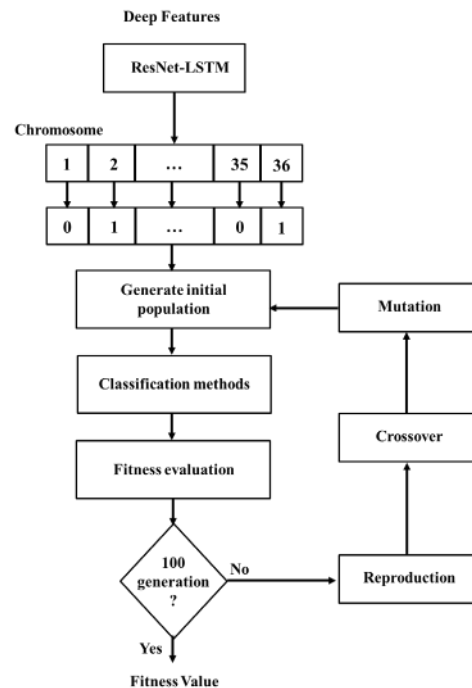 Deep Features
ResNet-LSTM
Chromosome
1 2 ... 35 36
0 1 ... 0 1
Generate initial
population
Mutation
Classification methods
Crossover
Fitness evaluation
100
generation
?
No
Reproduction
Yes
Fitness Value